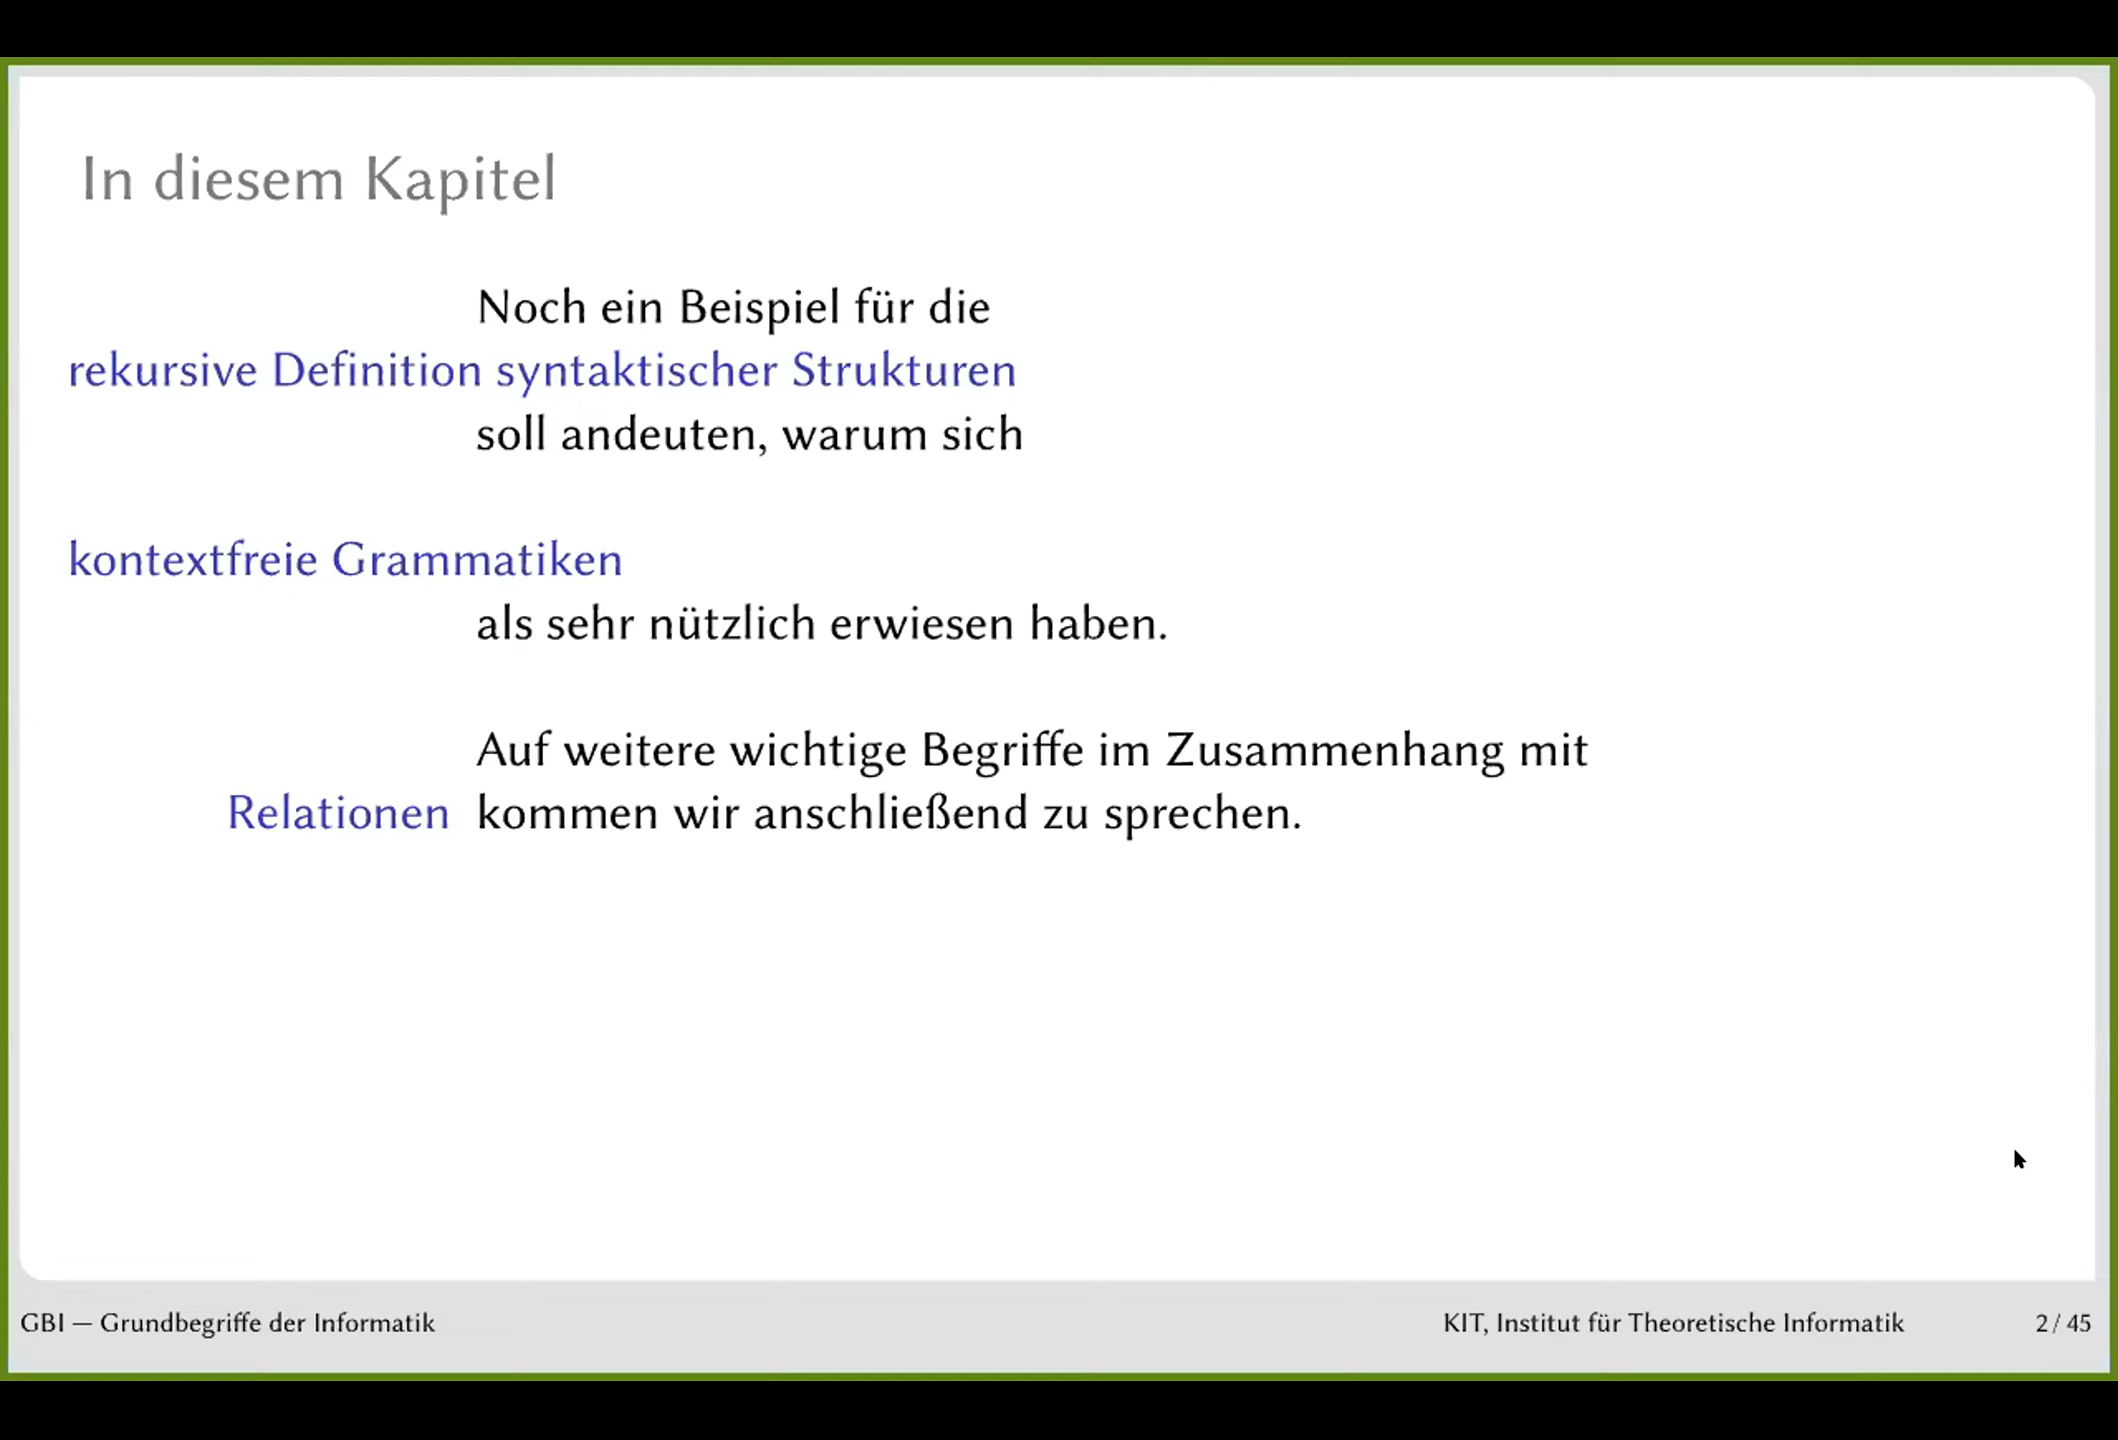 In diesem Kapitel
Noch ein Beispiel für die
rekursive Definition syntaktischer Strukturen
soll andeuten, warum sich
kontextfreie Grammatiken
als sehr nützlich erwiesen haben.
Auf weitere wichtige Begriffe im Zusammenhang mit
Relationen kommen wir anschließend zu sprechen.
GBI — Grundbegriffe der Informatik KIT, Institut für Theoretische Informatik 2 / 45